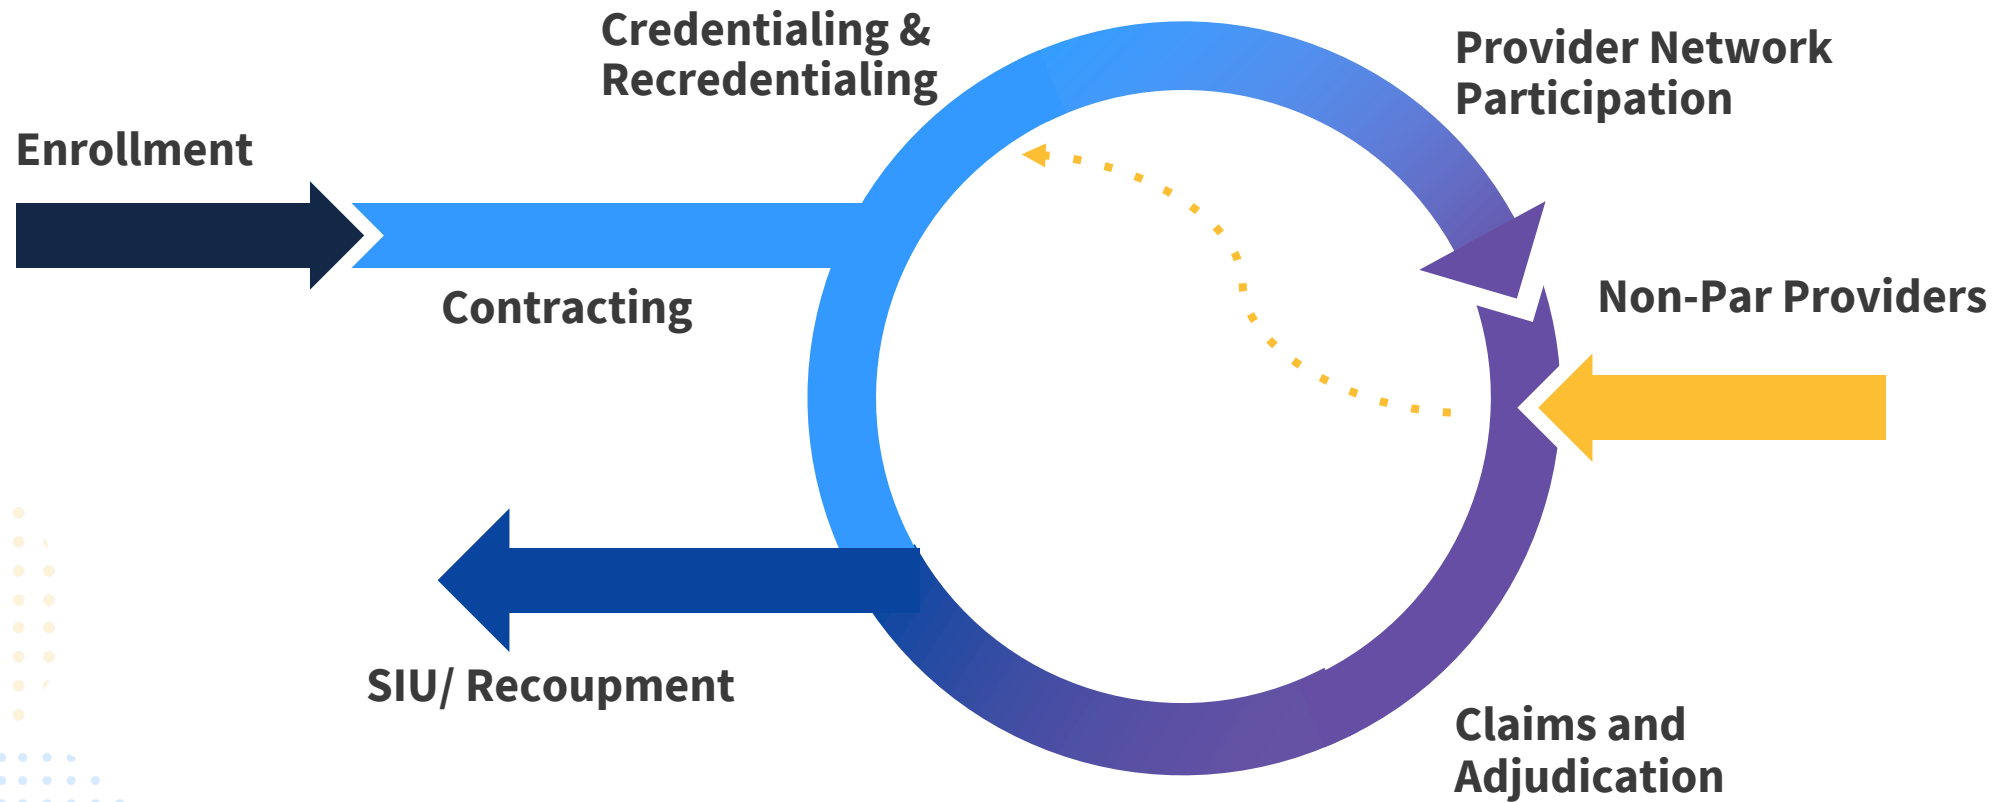 Credentialing &
Recredentialing
Provider Network
Participation
Enrollment
Non-Par Providers
Contracting
SIU/ Recoupment
Claims and
Adjudication